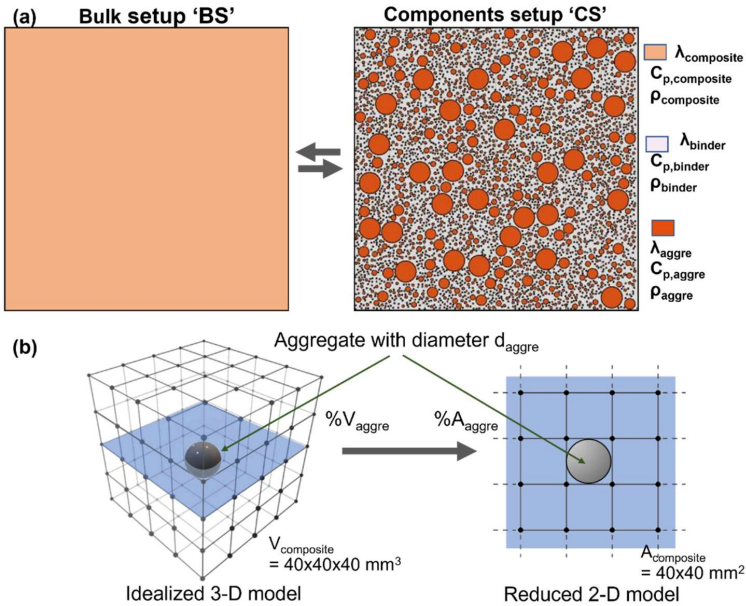 (a) Bulk setup ‘BS’
Components setup ‘CS’
λcomposite
Cp,composite
ρcomposite
λbinder
Cp,binder
ρbinder
λaggre
Cp,aggre
ρaggre
(b)
Aggregate with diameter daggre
%Vaggre
%Aaggre
Vcomposite
= 40x40x40 mm³
Idealized 3-D model
Acomposite
= 40x40 mm²
Reduced 2-D model